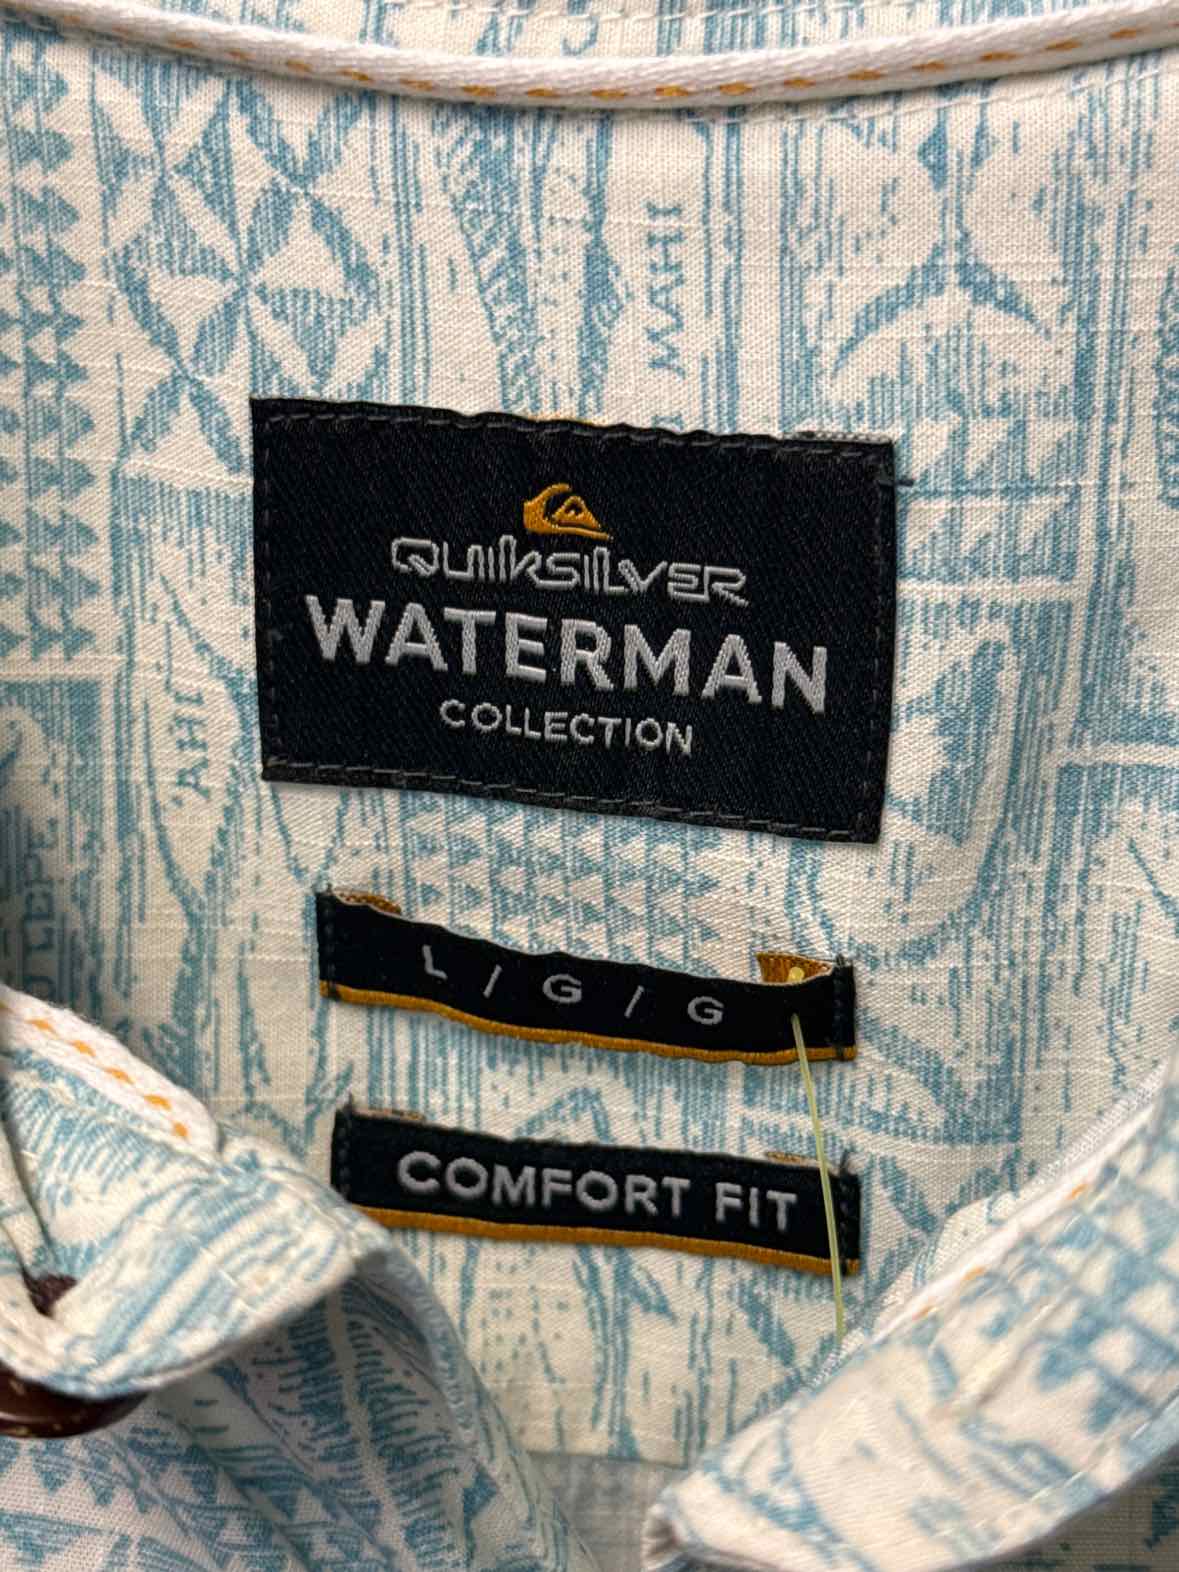 MAHI
QUIKSILVER
WATERMAN
COLLECTION
AHI
L / G / G
COMFORT FIT